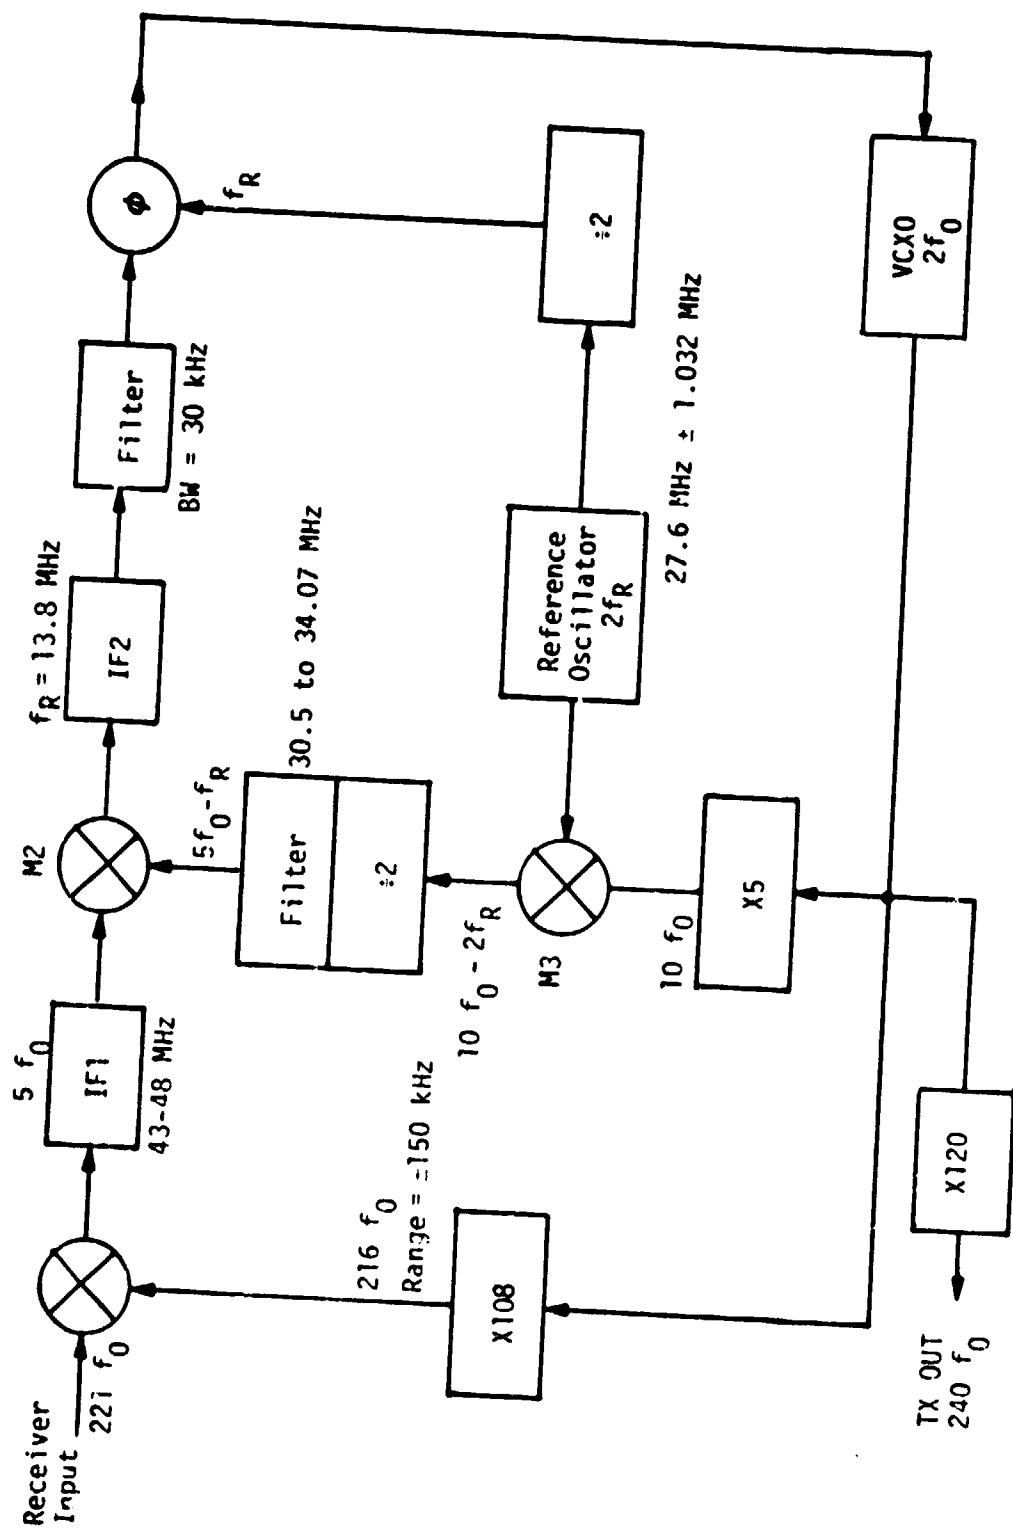 Receiver
Input
221 f0
5 f0
IF1
43-48 MHz
M2
fR = 13.8 MHz
IF2
Filter
BW = 30 kHz
ϕ
fR
216 f0
Range = ±150 kHz
X108
5f0-fR
Filter
÷2
30.5 to 34.07 MHz
10 f0 - 2fR
M3
10 f0
X5
Reference
Oscillator
2fR
27.6 MHz ± 1.032 MHz
÷2
VCXO
2f0
X120
TX OUT
240 f0